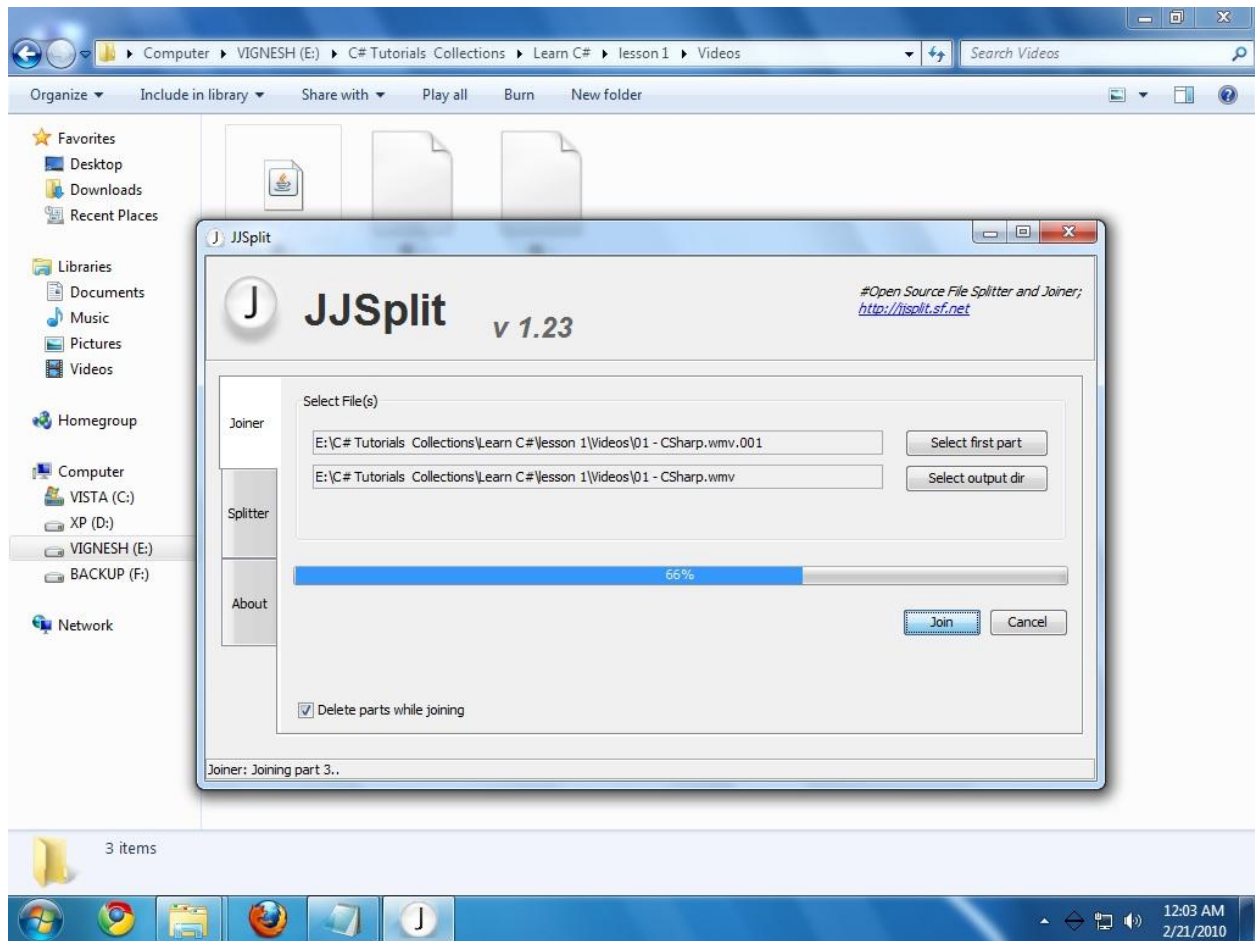 Computer ▸ VIGNESH (E:) ▸ C# Tutorials Collections ▸ Learn C# ▸ lesson 1 ▸ Videos
Search Videos
Organize Include in library Share with Play all Burn New folder
Favorites
Desktop
Downloads
Recent Places
Libraries
Documents
Music
Pictures
Videos
Homegroup
Computer
VISTA (C:)
XP (D:)
VIGNESH (E:)
BACKUP (F:)
Network
J JJSplit
J
JJSplit v 1.23
#Open Source File Splitter and Joiner;
http://jjsplit.sf.net
Joiner
Splitter
About
Select File(s)
E:\C# Tutorials Collections\Learn C#\lesson 1\Videos\01 - CSharp.wmv.001
Select first part
E:\C# Tutorials Collections\Learn C#\lesson 1\Videos\01 - CSharp.wmv
Select output dir
66%
Join
Cancel
Delete parts while joining
Joiner: Joining part 3..
3 items
J
12:03 AM
2/21/2010